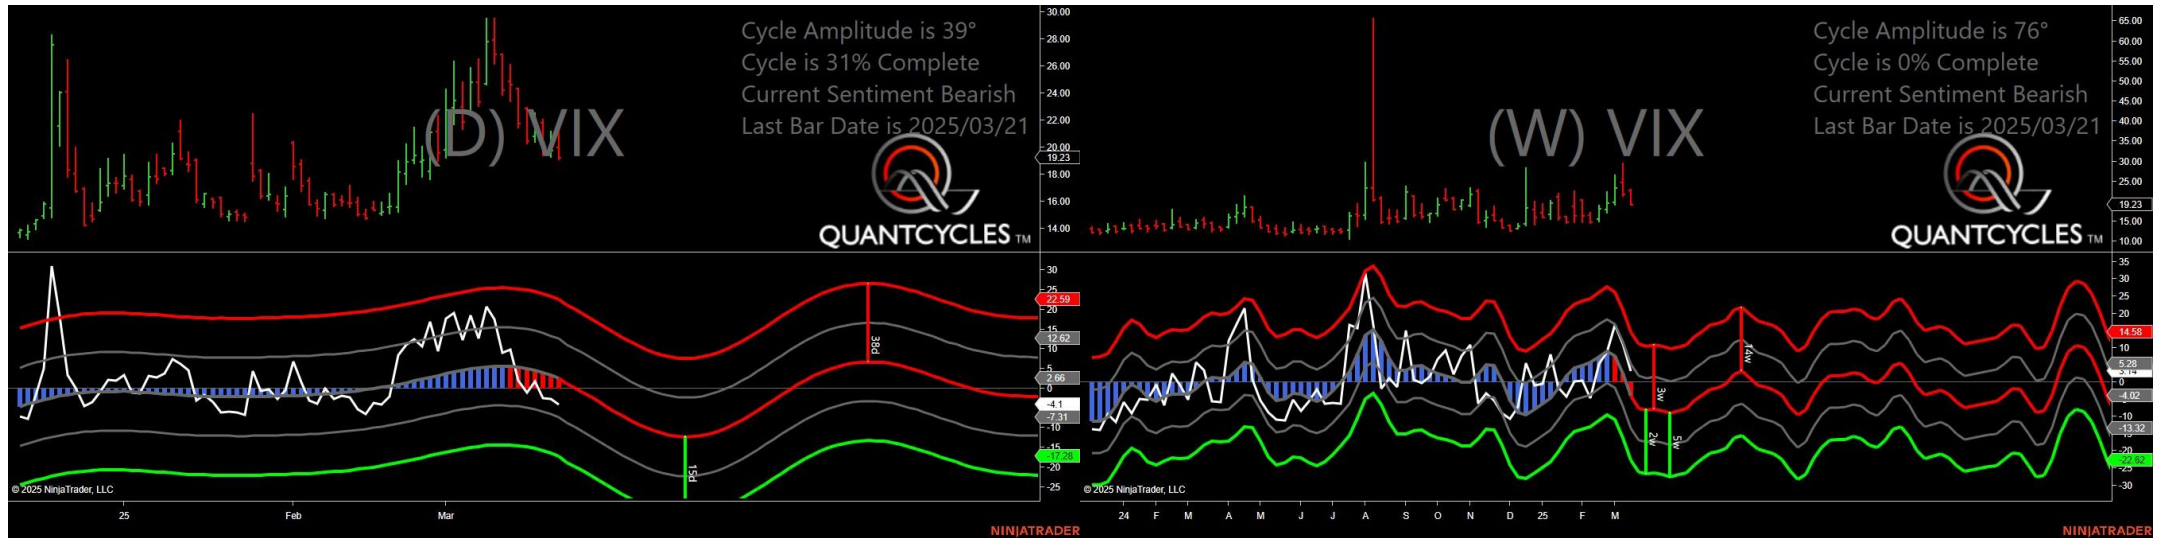 Cycle Amplitude is 39°
Cycle is 31% Complete
Current Sentiment Bearish
Last Bar Date is 2025/03/21
(D) VIX
QUANTCYCLES TM
30.00
28.00
26.00
24.00
22.00
20.00
19.23
18.00
16.00
14.00
30
25
22.59
20
15
12.62
10
5
2.66
0
-4.1
-7.31
-10
-15
-17.28
-20
-25
38d
15d
© 2025 NinjaTrader, LLC
25 Feb Mar
NINJATRADER
Cycle Amplitude is 76°
Cycle is 0% Complete
Current Sentiment Bearish
Last Bar Date is 2025/03/21
(W) VIX
QUANTCYCLES TM
65.00
60.00
55.00
50.00
45.00
40.00
35.00
30.00
25.00
19.23
15.00
10.00
35
30
25
20
14.58
10
5.28
0
-4.02
-10
-13.32
-22.62
-30
3w
14w
2w
5w
© 2025 NinjaTrader, LLC
24 F M A M J J A S O N D 25 F M
NINJATRADER